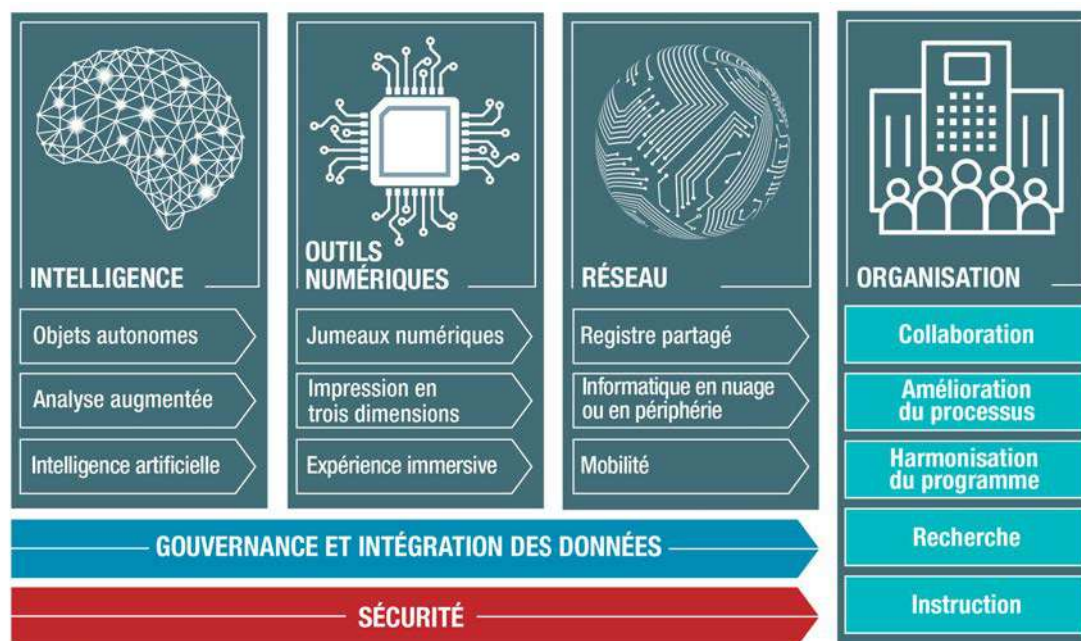 INTELLIGENCE
Objets autonomes
Analyse augmentée
Intelligence artificielle
OUTILS
NUMÉRIQUES
Jumeaux numériques
Impression en
trois dimensions
Expérience immersive
RÉSEAU
Registre partagé
Informatique en nuage
ou en périphérie
Mobilité
ORGANISATION
Collaboration
Amélioration
du processus
Harmonisation
du programme
Recherche
Instruction
GOUVERNANCE ET INTÉGRATION DES DONNÉES
SÉCURITÉ